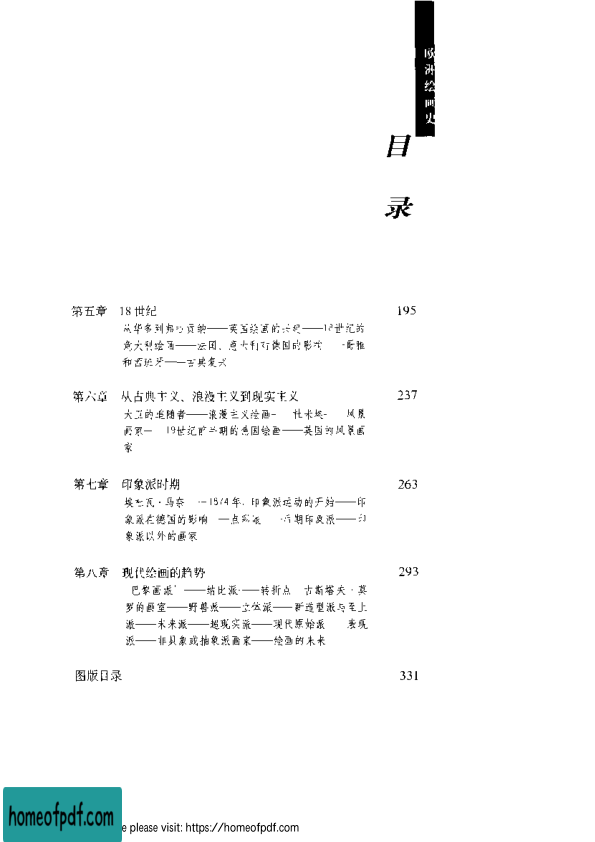 欧洲绘画史
目
录
第五章 18世纪 195
从华多到弗拉贡纳——英国绘画的兴起——18世纪的
意大利绘画——法国、意大利对德国的影响 哥雅
和西班牙——古典复兴
第六章 从古典主义、浪漫主义到现实主义 237
大卫的追随者——浪漫主义绘画- 杜米埃- 风景
画家— 19世纪前半期的德国绘画——英国的风景画
家
第七章 印象派时期 263
埃杜瓦·马奈 1874年，印象派运动的开始——印
象派在德国的影响 —点彩派 后期印象派——印
象派以外的画家
第八章 现代绘画的趋势 293
“巴黎画派”——纳比派——转折点 古斯塔夫·莫
罗的画室——野兽派——立体派——新造型派与至上
派——未来派——超现实派——现代原始派 表现
派——非具象或抽象派画家——绘画的未来
图版目录 331
homeofpdf.com
e please visit: https://homeofpdf.com